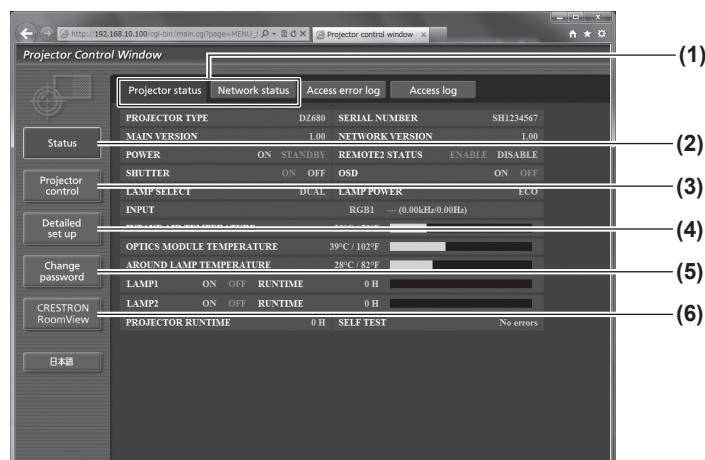 http://192.168.10.100/cgi-bin/main.cgi?page=MENU_
Projector control window
Projector Control Window
(1)
Projector status Network status Access error log Access log
PROJECTOR TYPE DZ680 SERIAL NUMBER SH1234567
MAIN VERSION 1.00 NETWORK VERSION 1.00
Status
(2)
POWER ON STANDBY REMOTE2 STATUS ENABLE DISABLE
SHUTTER ON OFF OSD ON OFF
Projector control
(3)
LAMP SELECT DUAL LAMP POWER ECO
INPUT RGB1 — (0.00kHz/0.00Hz)
Detailed set up
(4)
INTAKE AIR TEMPERATURE
OPTICS MODULE TEMPERATURE 39°C / 102°F
Change password
(5)
AROUND LAMP TEMPERATURE 28°C / 82°F
LAMP1 ON OFF RUNTIME 0 H
LAMP2 ON OFF RUNTIME 0 H
CRESTRON RoomView
(6)
PROJECTOR RUNTIME 0 H SELF TEST No errors
日本語